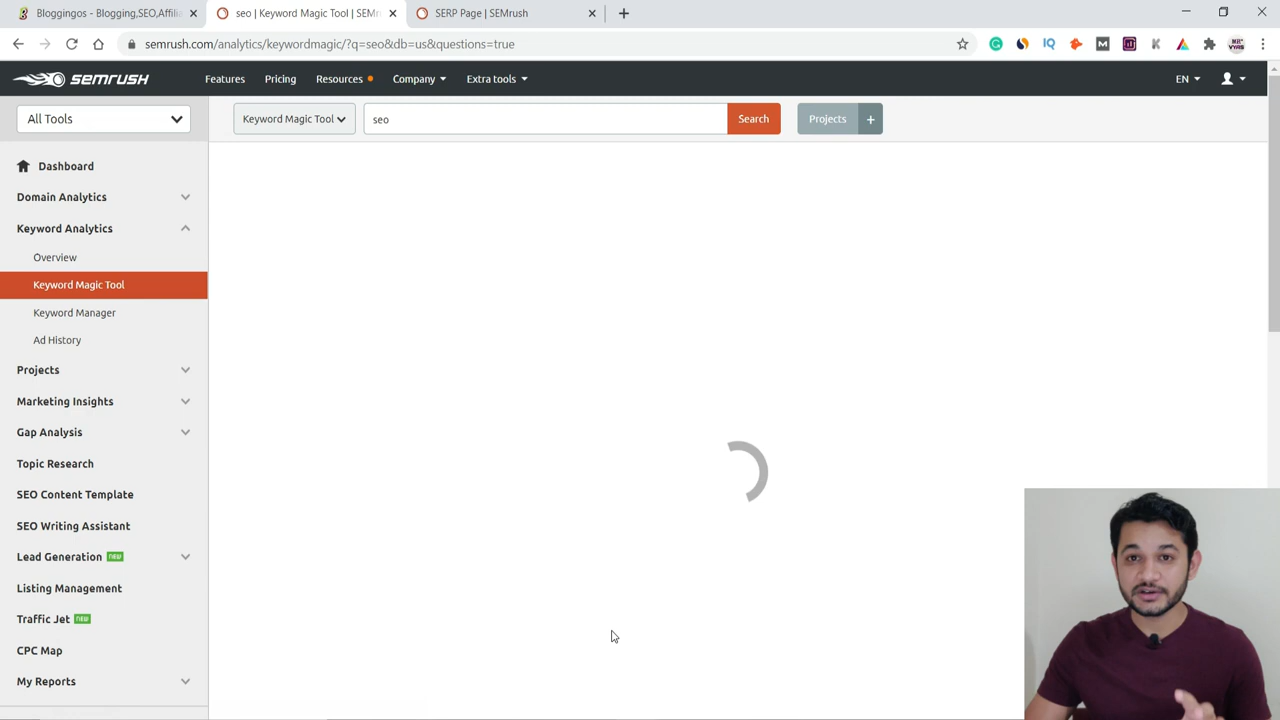 Bloggingos - Blogging,SEO,Affilia
seo | Keyword Magic Tool | SEMr
SERP Page | SEMrush
semrush.com/analytics/keywordmagic/?q=seo&db=us&questions=true
SEMRUSH
Features
Pricing
Resources
Company
Extra tools
EN
All Tools
Keyword Magic Tool
seo
Search
Projects
+
Dashboard
Domain Analytics
Keyword Analytics
Overview
Keyword Magic Tool
Keyword Manager
Ad History
Projects
Marketing Insights
Gap Analysis
Topic Research
SEO Content Template
SEO Writing Assistant
Lead Generation NEW
Listing Management
Traffic Jet NEW
CPC Map
My Reports